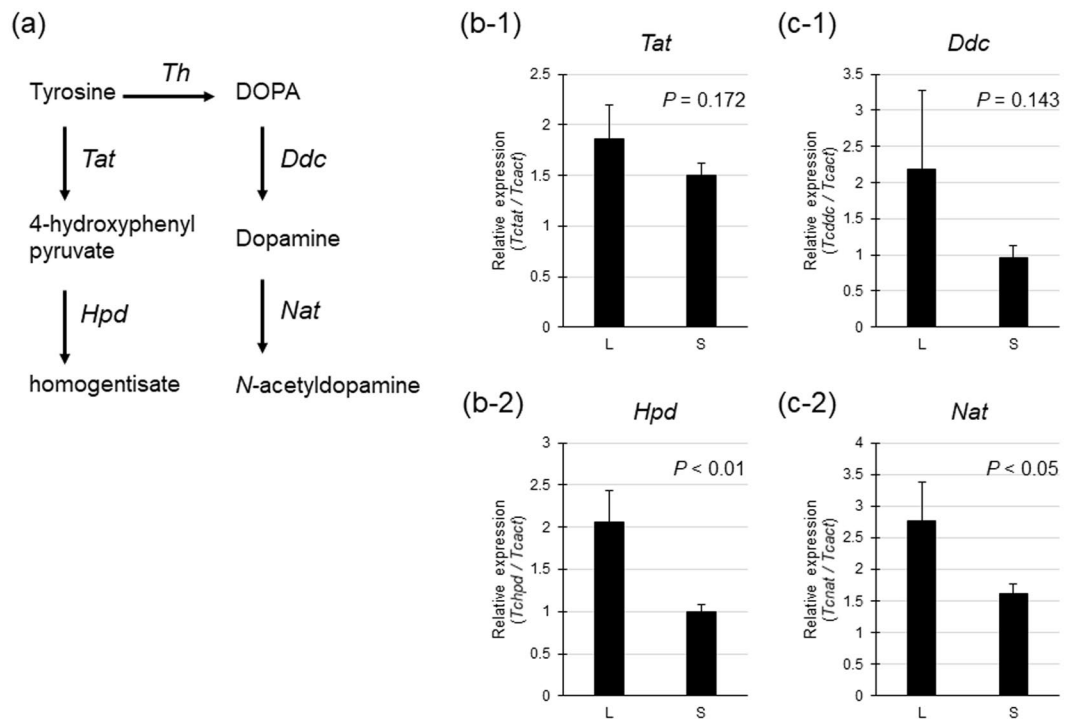 (a)
Th
Tyrosine
DOPA
Tat
Ddc
4-hydroxyphenyl
pyruvate
Dopamine
Hpd
Nat
homogentisate
N-acetyldopamine
(b-1)
Tat
P = 0.172
Relative expression
(Tctat / Tcact)
2.5
2
1.5
1
0.5
0
L
S
(c-1)
Ddc
P = 0.143
Relative expression
(Tcddc / Tcact)
3.5
3
2.5
2
1.5
1
0.5
0
L
S
(b-2)
Hpd
P < 0.01
Relative expression
(Tchpd / Tcact)
3
2.5
2
1.5
1
0.5
0
L
S
(c-2)
Nat
P < 0.05
Relative expression
(Tcnat / Tcact)
4
3.5
3
2.5
2
1.5
1
0.5
0
L
S